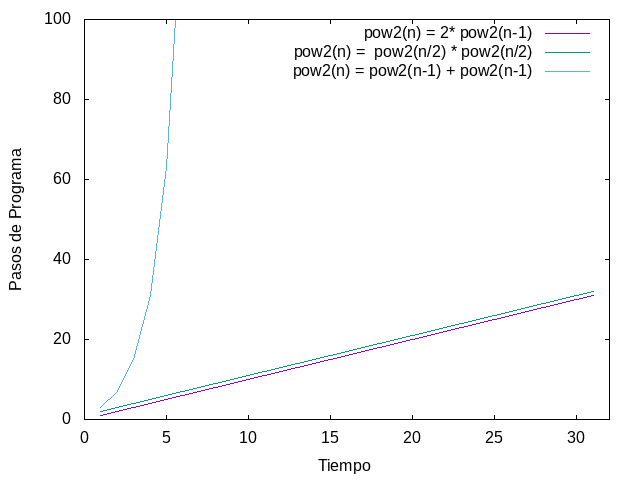 pow2(n) = 2* pow2(n-1)
pow2(n) =  pow2(n/2) * pow2(n/2)
pow2(n) = pow2(n-1) + pow2(n-1)
100
80
60
40
20
0
Pasos de Programa
0 5 10 15 20 25 30
Tiempo